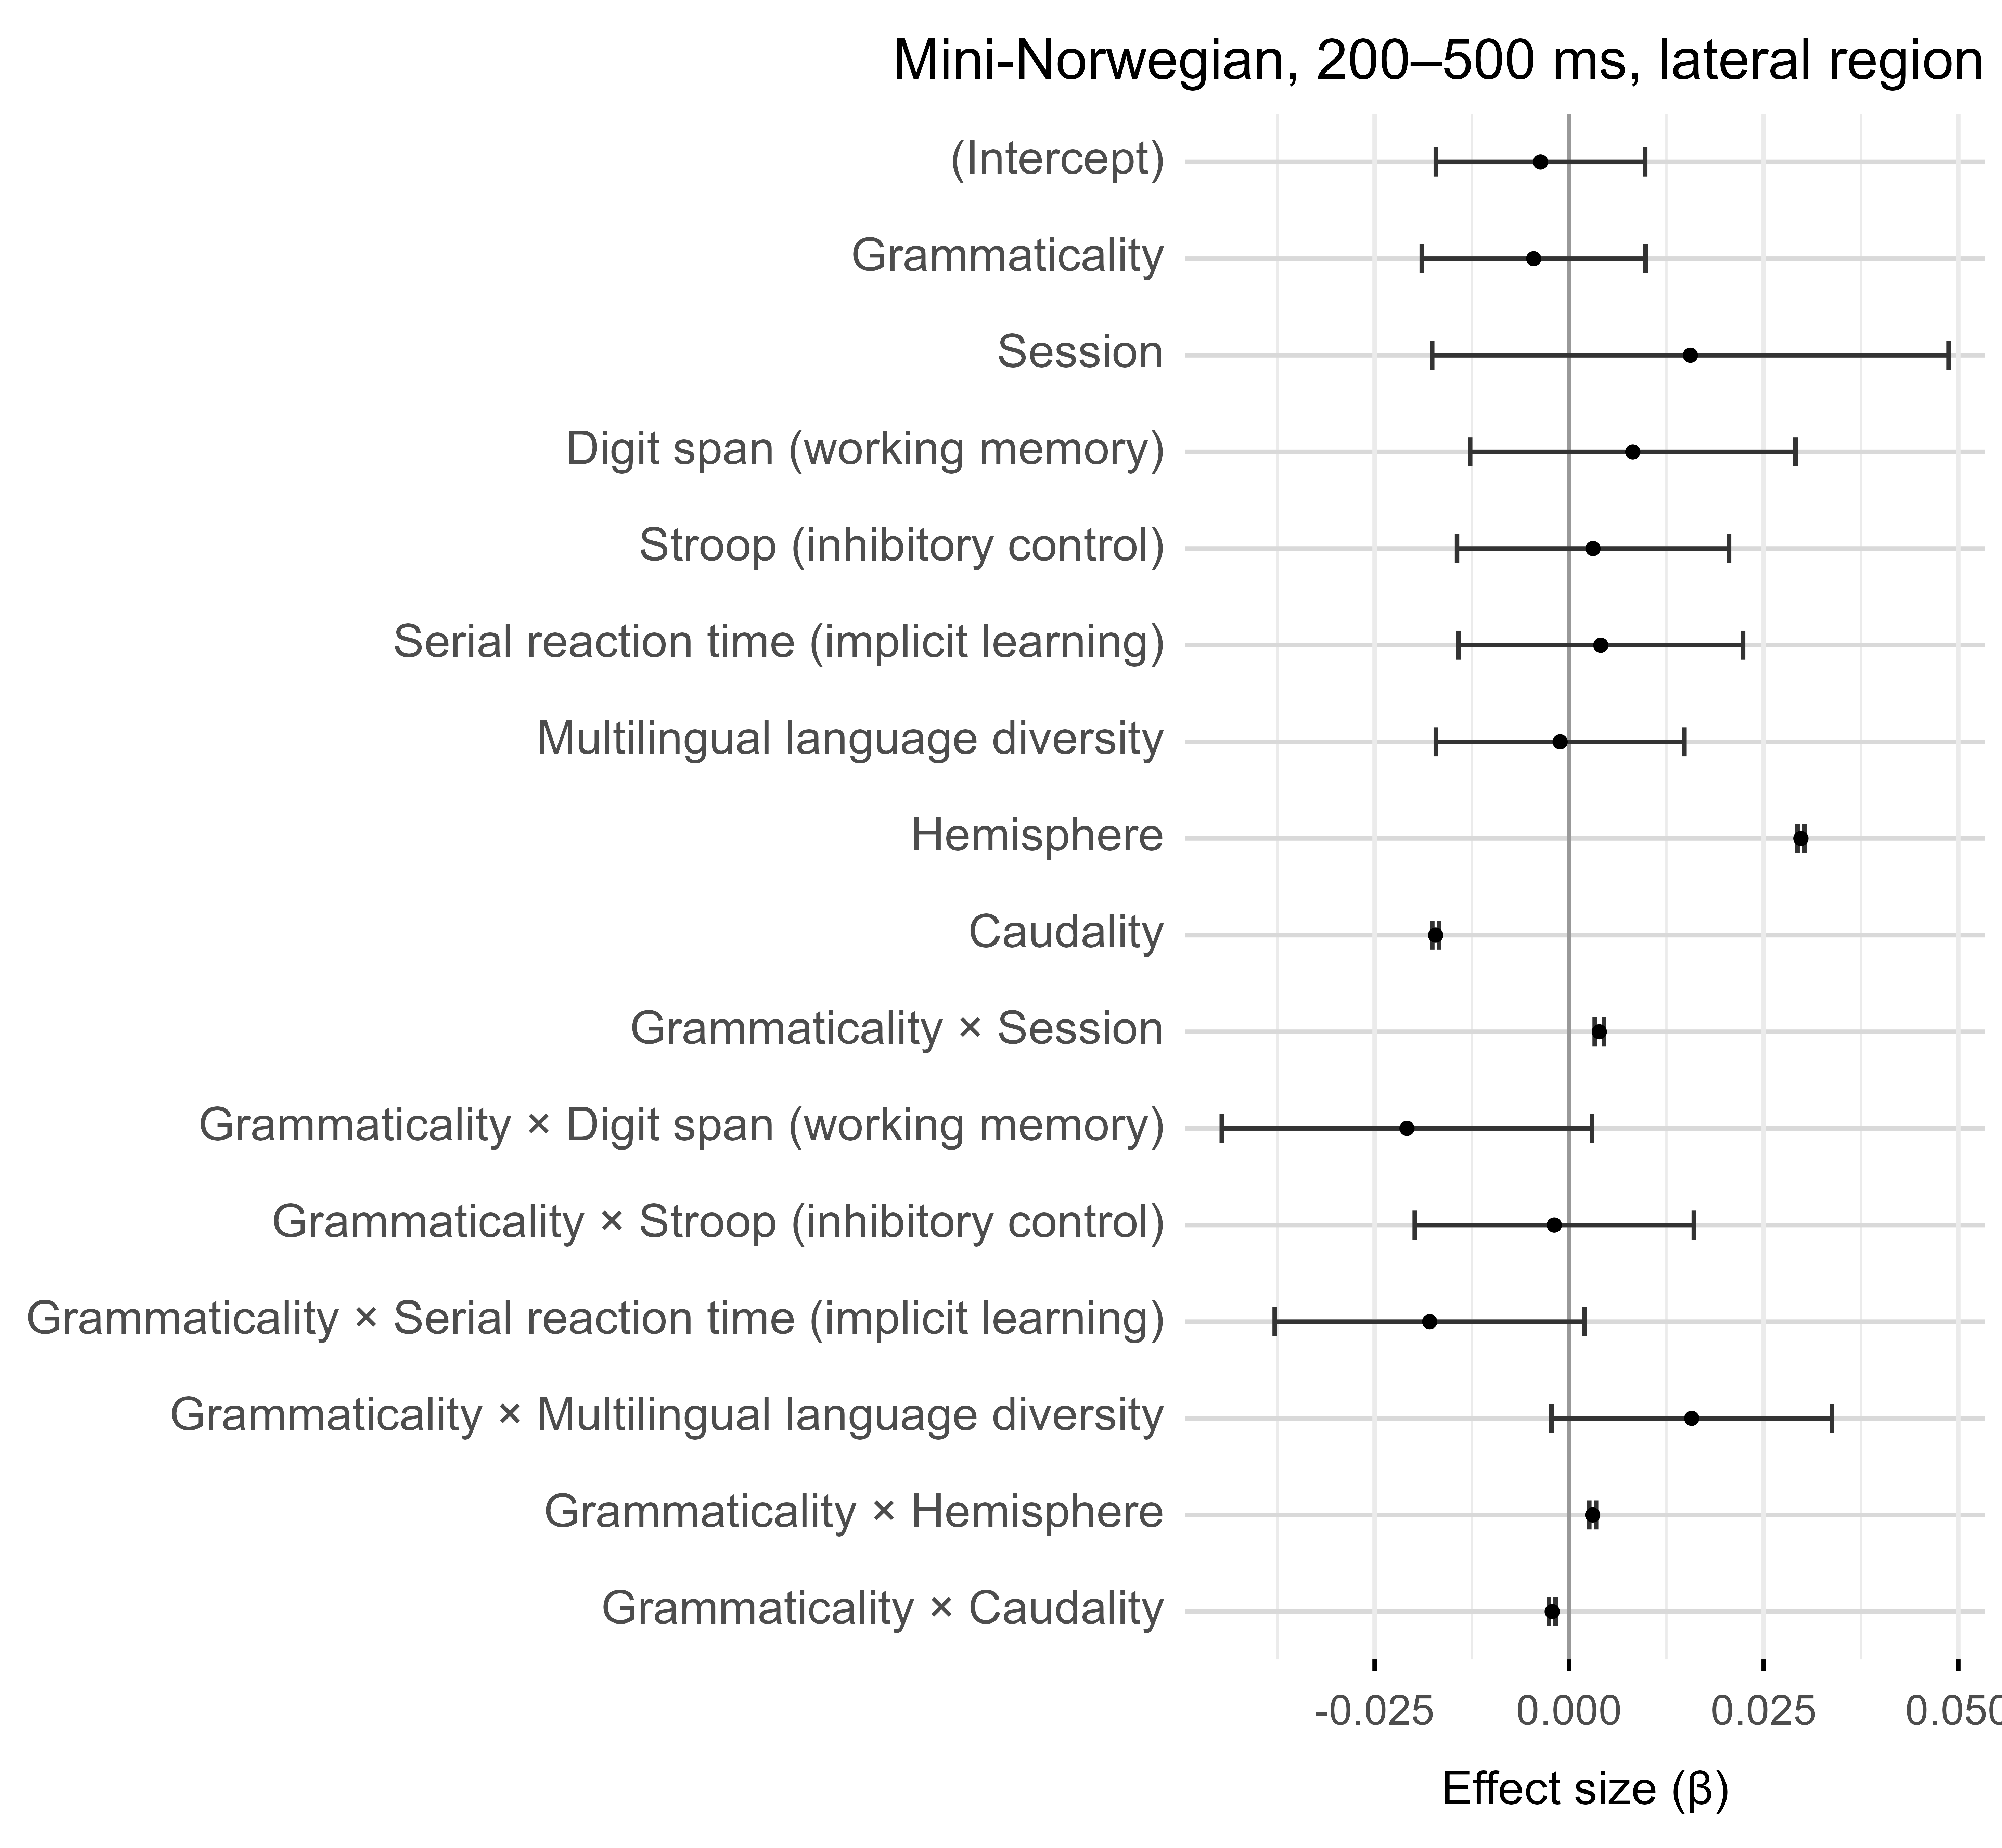 Mini-Norwegian, 200–500 ms, lateral region
(Intercept)
Grammaticality
Session
Digit span (working memory)
Stroop (inhibitory control)
Serial reaction time (implicit learning)
Multilingual language diversity
Hemisphere
Caudality
Grammaticality × Session
Grammaticality × Digit span (working memory)
Grammaticality × Stroop (inhibitory control)
Grammaticality × Serial reaction time (implicit learning)
Grammaticality × Multilingual language diversity
Grammaticality × Hemisphere
Grammaticality × Caudality
-0.025 0.000 0.025 0.050
Effect size (β)